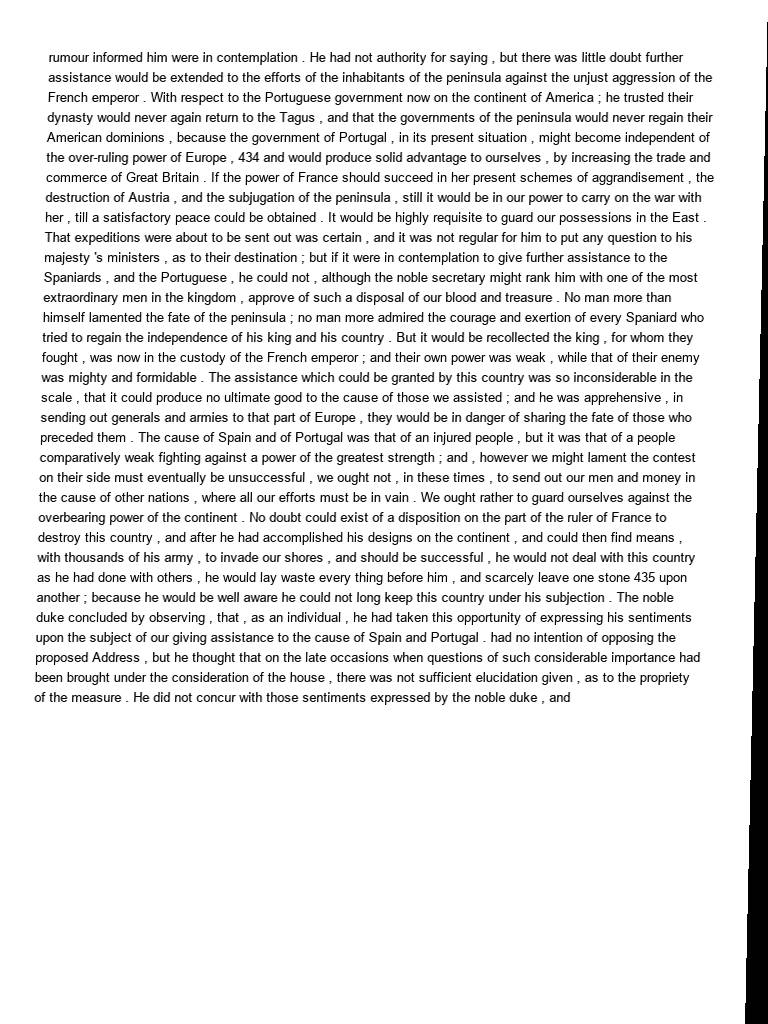 rumour informed him were in contemplation . He had not authority for saying , but there was little doubt further
assistance would be extended to the efforts of the inhabitants of the peninsula against the unjust aggression of the
French emperor . With respect to the Portuguese government now on the continent of America ; he trusted their
dynasty would never again return to the Tagus , and that the governments of the peninsula would never regain their
American dominions , because the government of Portugal , in its present situation , might become independent of
the over-ruling power of Europe , 434 and would produce solid advantage to ourselves , by increasing the trade and
commerce of Great Britain . If the power of France should succeed in her present schemes of aggrandisement , the
destruction of Austria , and the subjugation of the peninsula , still it would be in our power to carry on the war with
her , till a satisfactory peace could be obtained . It would be highly requisite to guard our possessions in the East .
That expeditions were about to be sent out was certain , and it was not regular for him to put any question to his
majesty 's ministers , as to their destination ; but if it were in contemplation to give further assistance to the
Spaniards , and the Portuguese , he could not , although the noble secretary might rank him with one of the most
extraordinary men in the kingdom , approve of such a disposal of our blood and treasure . No man more than
himself lamented the fate of the peninsula ; no man more admired the courage and exertion of every Spaniard who
tried to regain the independence of his king and his country . But it would be recollected the king , for whom they
fought , was now in the custody of the French emperor ; and their own power was weak , while that of their enemy
was mighty and formidable . The assistance which could be granted by this country was so inconsiderable in the
scale , that it could produce no ultimate good to the cause of those we assisted ; and he was apprehensive , in
sending out generals and armies to that part of Europe , they would be in danger of sharing the fate of those who
preceded them . The cause of Spain and of Portugal was that of an injured people , but it was that of a people
comparatively weak fighting against a power of the greatest strength ; and , however we might lament the contest
on their side must eventually be unsuccessful , we ought not , in these times , to send out our men and money in
the cause of other nations , where all our efforts must be in vain . We ought rather to guard ourselves against the
overbearing power of the continent . No doubt could exist of a disposition on the part of the ruler of France to
destroy this country , and after he had accomplished his designs on the continent , and could then find means ,
with thousands of his army , to invade our shores , and should be successful , he would not deal with this country
as he had done with others , he would lay waste every thing before him , and scarcely leave one stone 435 upon
another ; because he would be well aware he could not long keep this country under his subjection . The noble
duke concluded by observing , that , as an individual , he had taken this opportunity of expressing his sentiments
upon the subject of our giving assistance to the cause of Spain and Portugal . had no intention of opposing the
proposed Address , but he thought that on the late occasions when questions of such considerable importance had
been brought under the consideration of the house , there was not sufficient elucidation given , as to the propriety
of the measure . He did not concur with those sentiments expressed by the noble duke , and